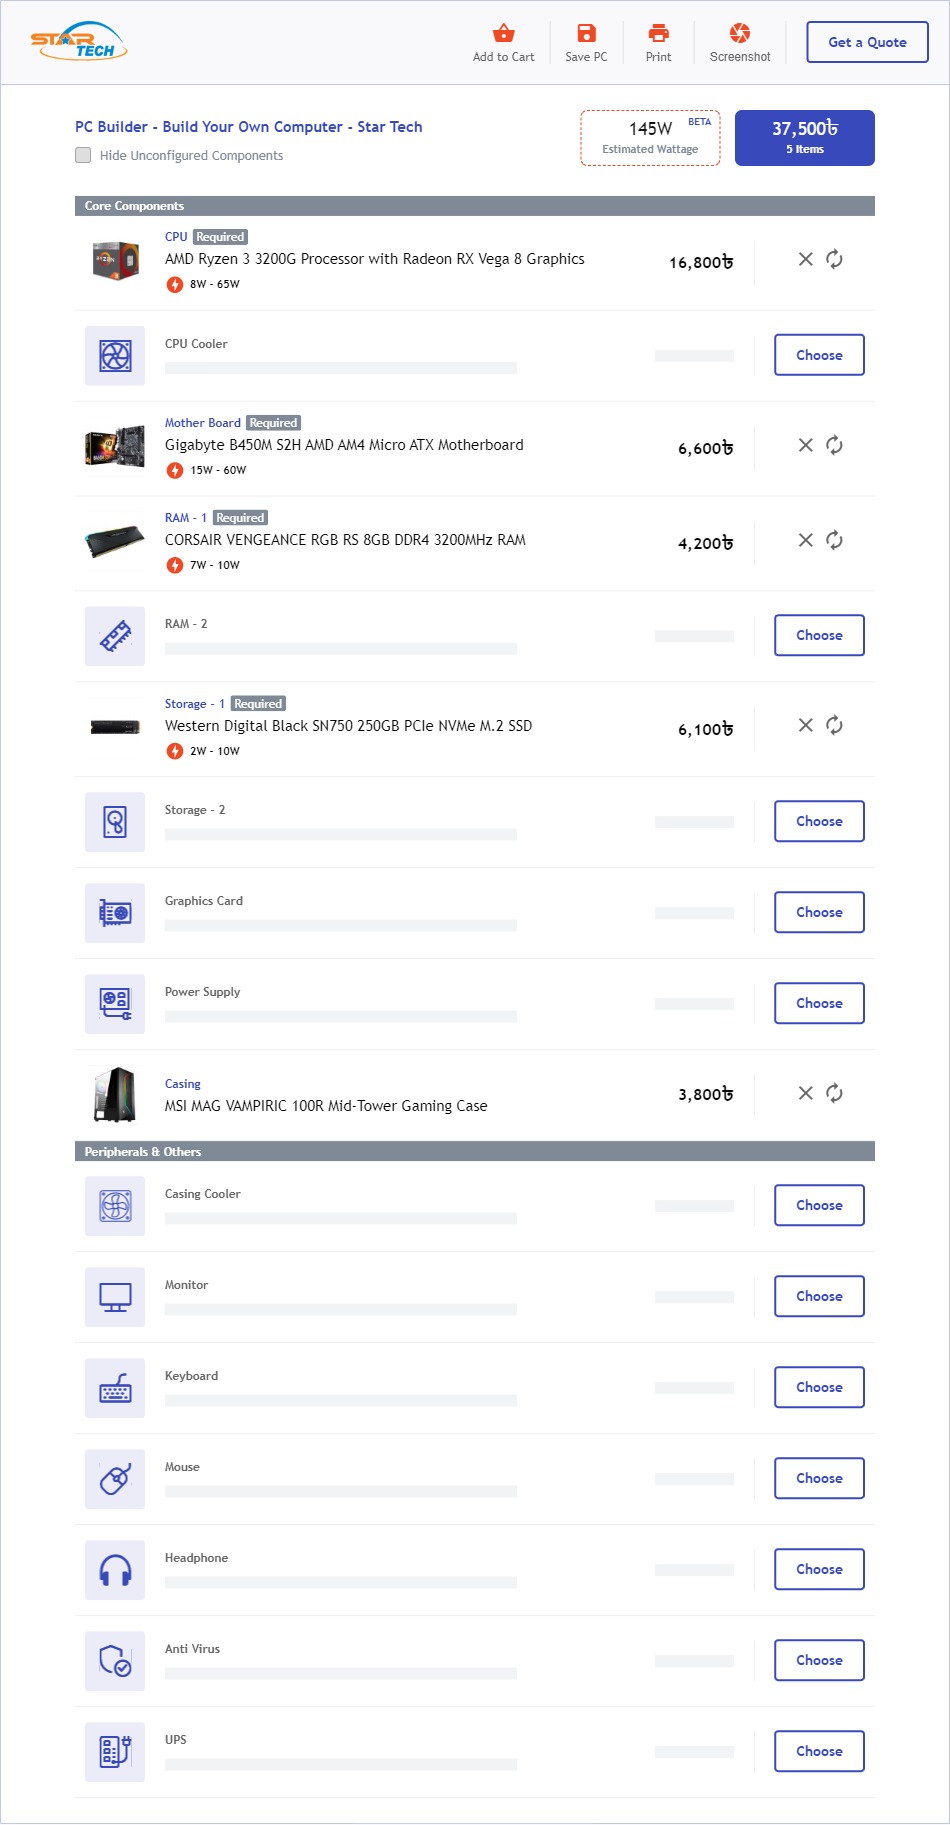 STAR
TECH
Add to Cart
Save PC
Print
Screenshot
Get a Quote
PC Builder - Build Your Own Computer - Star Tech
Hide Unconfigured Components
145W BETA
Estimated Wattage
37,500৳
5 Items
Core Components
CPU Required
AMD Ryzen 3 3200G Processor with Radeon RX Vega 8 Graphics
8W - 65W
16,800৳
CPU Cooler
Choose
Mother Board Required
Gigabyte B450M S2H AMD AM4 Micro ATX Motherboard
15W - 60W
6,600৳
RAM - 1 Required
CORSAIR VENGEANCE RGB RS 8GB DDR4 3200MHz RAM
7W - 10W
4,200৳
RAM - 2
Choose
Storage - 1 Required
Western Digital Black SN750 250GB PCIe NVMe M.2 SSD
2W - 10W
6,100৳
Storage - 2
Choose
Graphics Card
Choose
Power Supply
Choose
Casing
MSI MAG VAMPIRIC 100R Mid-Tower Gaming Case
3,800৳
Peripherals & Others
Casing Cooler
Choose
Monitor
Choose
Keyboard
Choose
Mouse
Choose
Headphone
Choose
Anti Virus
Choose
UPS
Choose